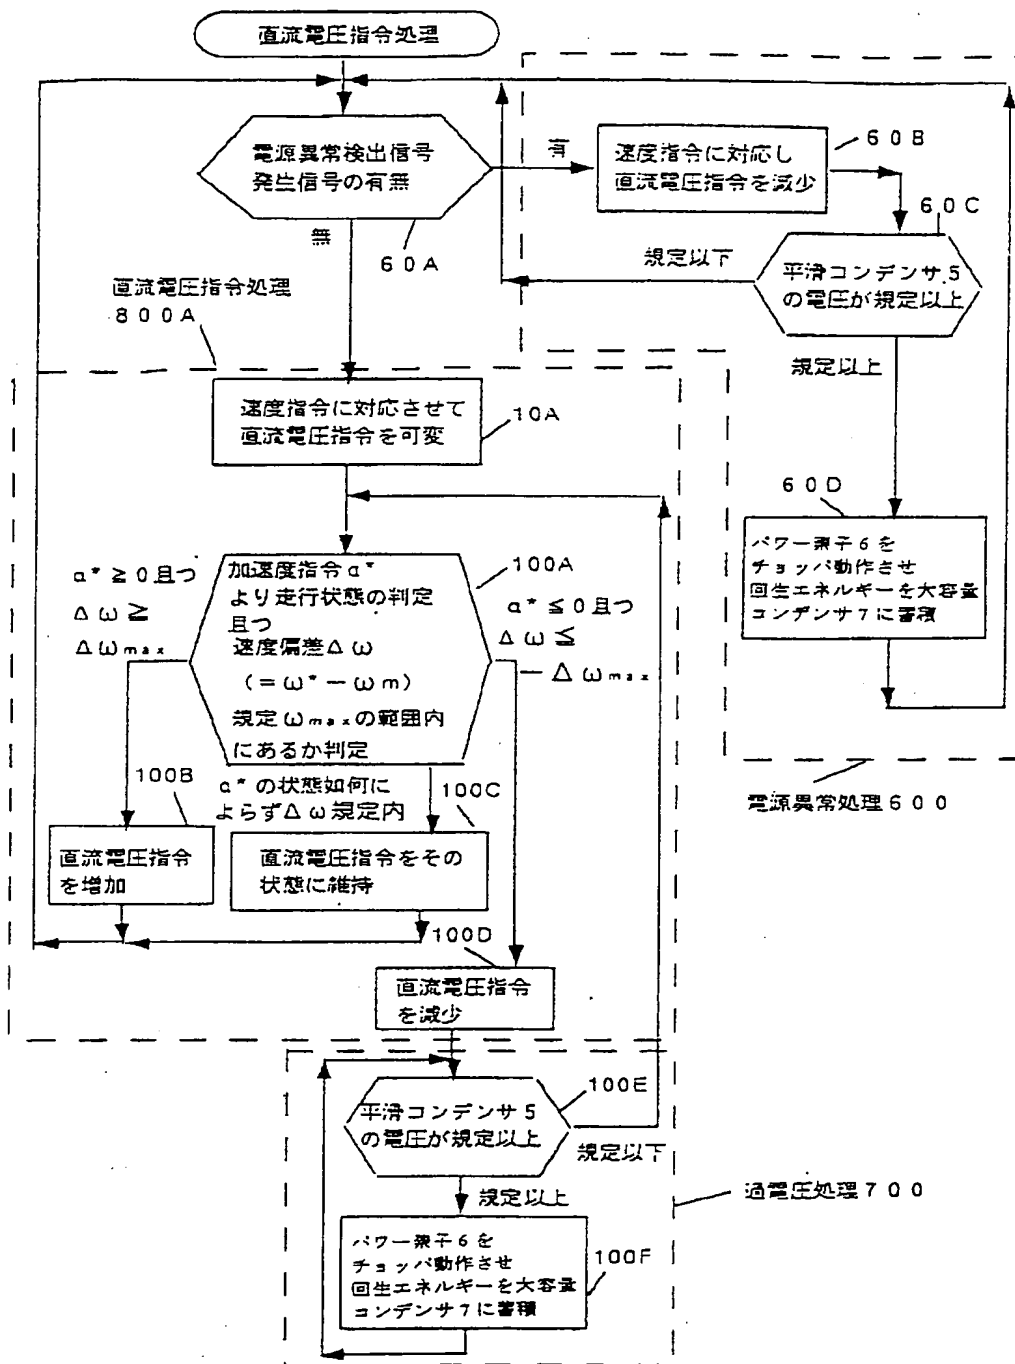 直流電圧指令処理
電源異常検出信号
発生信号の有無
有
無
60A
速度指令に対応し
直流電圧指令を減少
60B
60C
平滑コンデンサ5
の電圧が規定以上
規定以下
規定以上
直流電圧指令処理
800A
速度指令に対応させて
直流電圧指令を可変
10A
60D
パワー素子6を
チョッパ動作させ
回生エネルギーを大容量
コンデンサ7に蓄積
電源異常処理600
α*≧0且つ
Δω≧
Δωmax
加速度指令α*
より走行状態の判定
且つ
速度偏差Δω
(=ω*-ωm)
規定ωmaxの範囲内
にあるか判定
100A
α*≦0且つ
Δω≦
-Δωmax
100B
α*の状態如何に
よらずΔω規定内
100C
直流電圧指令
を増加
直流電圧指令をその
状態に維持
100D
直流電圧指令
を減少
100E
平滑コンデンサ5
の電圧が規定以上
規定以下
規定以上
過電圧処理700
パワー素子6を
チョッパ動作させ
回生エネルギーを大容量
コンデンサ7に蓄積
100F